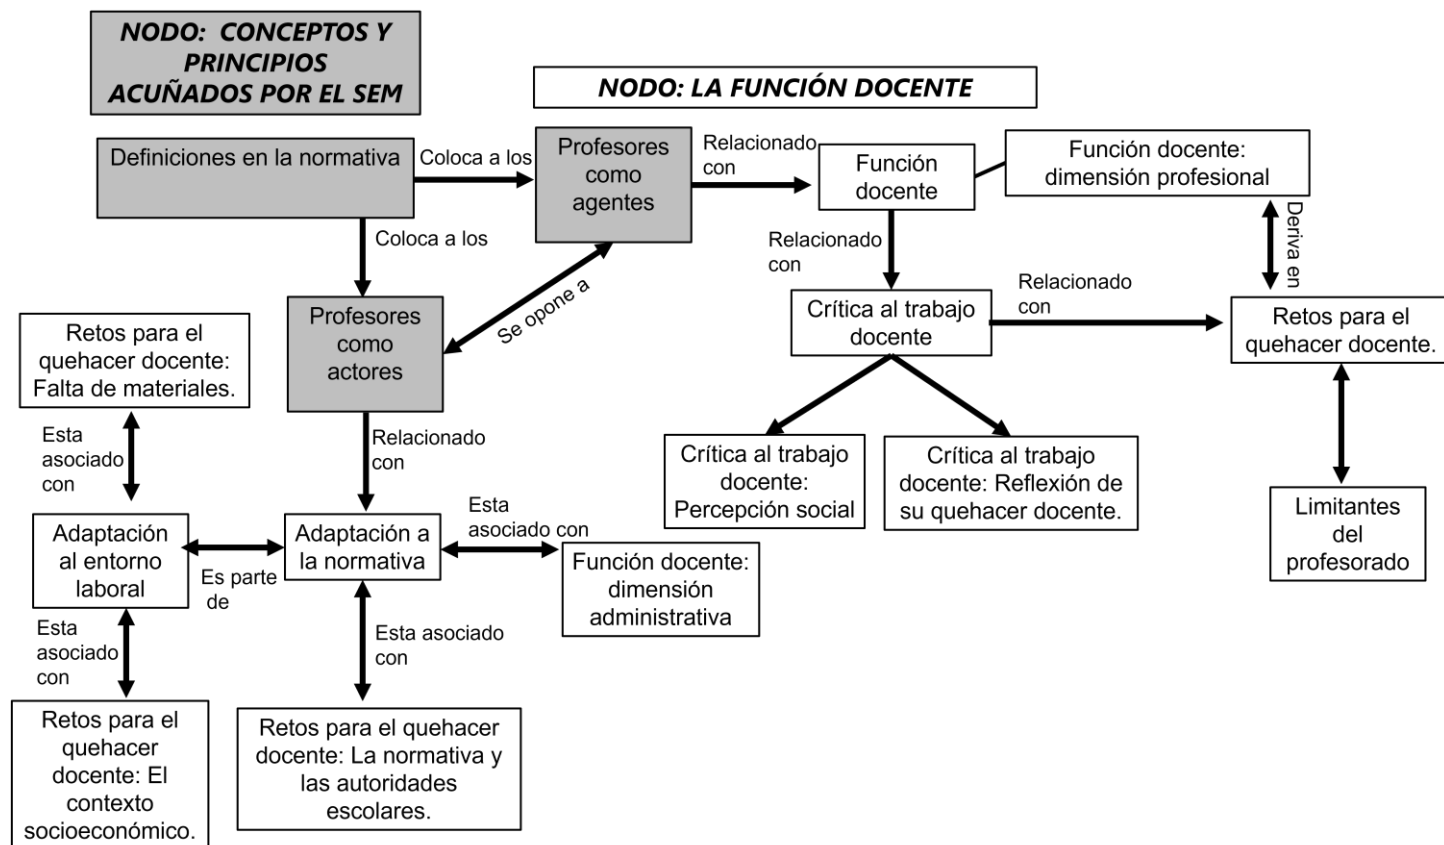 NODO: CONCEPTOS Y
PRINCIPIOS
ACUÑADOS POR EL SEM
NODO: LA FUNCIÓN DOCENTE
Definiciones en la normativa
Coloca a los
Profesores
como
agentes
Relacionado
con
Función
docente
Función docente:
dimensión profesional
Coloca a los
Se opone a
Relacionado
con
Deriva en
Profesores
como
actores
Crítica al trabajo
docente
Relacionado
con
Retos para el
quehacer docente.
Retos para el
quehacer docente:
Falta de materiales.
Esta
asociado
con
Relacionado
con
Crítica al trabajo
docente:
Percepción social
Crítica al trabajo
docente: Reflexión de
su quehacer docente.
Limitantes
del
profesorado
Adaptación
al entorno
laboral
Es parte
de
Adaptación a
la normativa
Esta
asociado con
Función docente:
dimensión
administrativa
Esta
asociado
con
Esta asociado
con
Retos para el
quehacer
docente: El
contexto
socioeconómico.
Retos para el quehacer
docente: La normativa y
las autoridades
escolares.